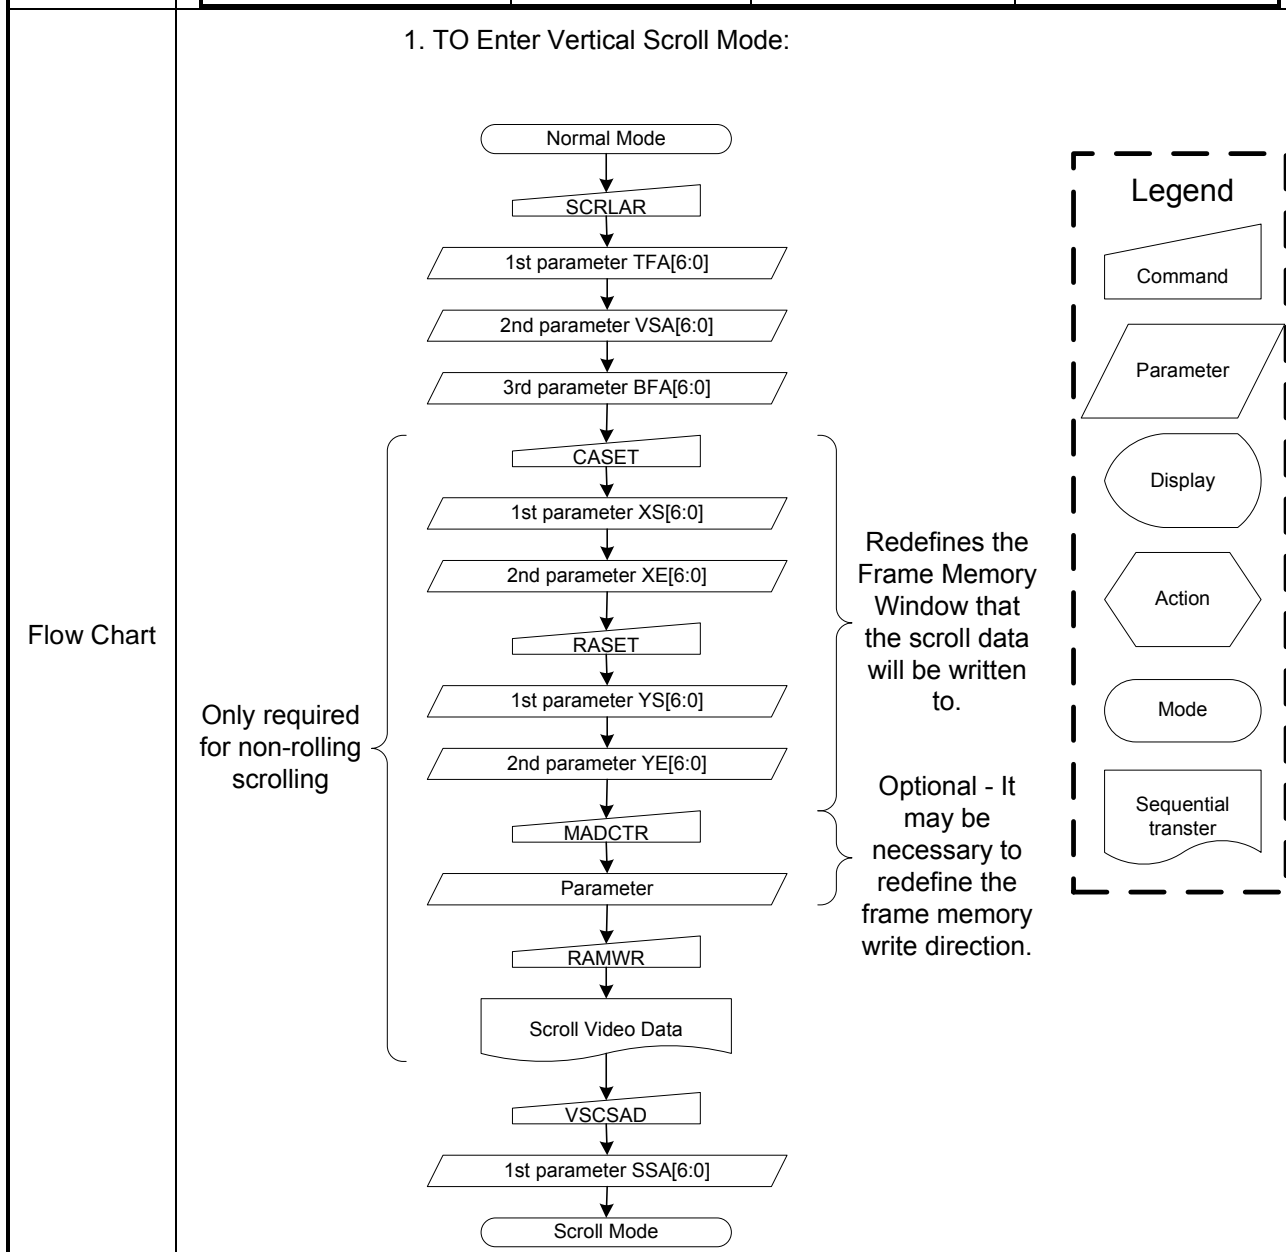 1. TO Enter Vertical Scroll Mode:
Flow Chart
Normal Mode
SCRLAR
1st parameter TFA[6:0]
2nd parameter VSA[6:0]
3rd parameter BFA[6:0]
CASET
1st parameter XS[6:0]
2nd parameter XE[6:0]
RASET
1st parameter YS[6:0]
2nd parameter YE[6:0]
MADCTR
Parameter
RAMWR
Scroll Video Data
VSCSAD
1st parameter SSA[6:0]
Scroll Mode
Only required
for non-rolling
scrolling
Redefines the
Frame Memory
Window that
the scroll data
will be written
to.
Optional - It
may be
necessary to
redefine the
frame memory
write direction.
Legend
Command
Parameter
Display
Action
Mode
Sequential
transter